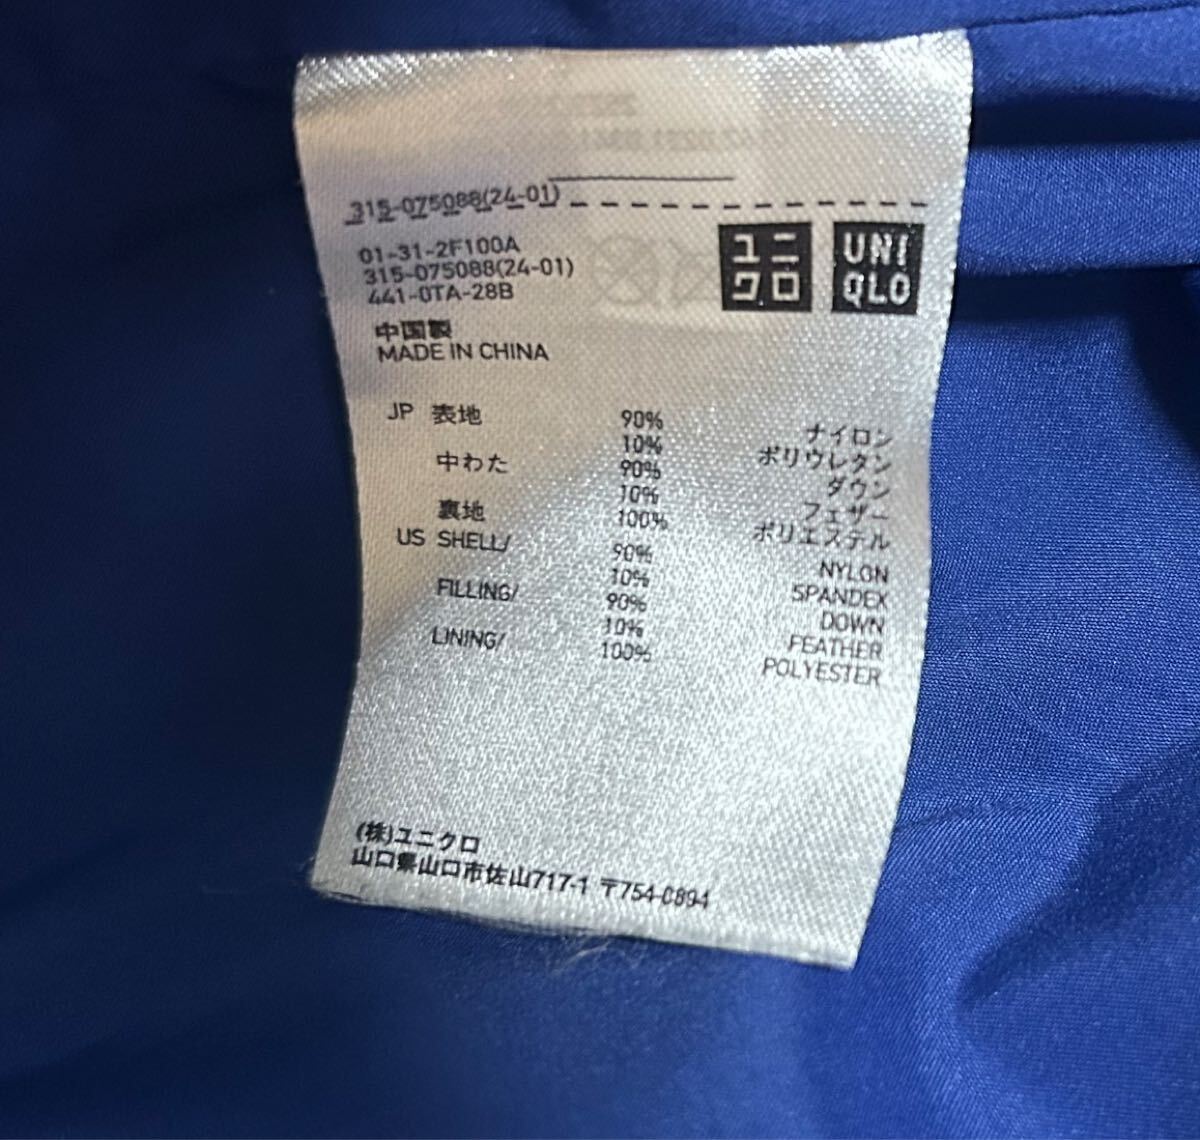 315-075088(24-01)
01-31-2F100A
315-075088(24-01)
441-0TA-28B
ユニ
クロ
UNI
QLO
中国製
MADE IN CHINA
JP 表地 90% ナイロン
10% ポリウレタン
中わた 90% ダウン
10% フェザー
裏地 100% ポリエステル
US SHELL/ 90% NYLON
10% SPANDEX
FILLING/ 90% DOWN
10% FEATHER
LINING/ 100% POLYESTER
(株)ユニクロ
山口県山口市佐山717-1 〒754-0894